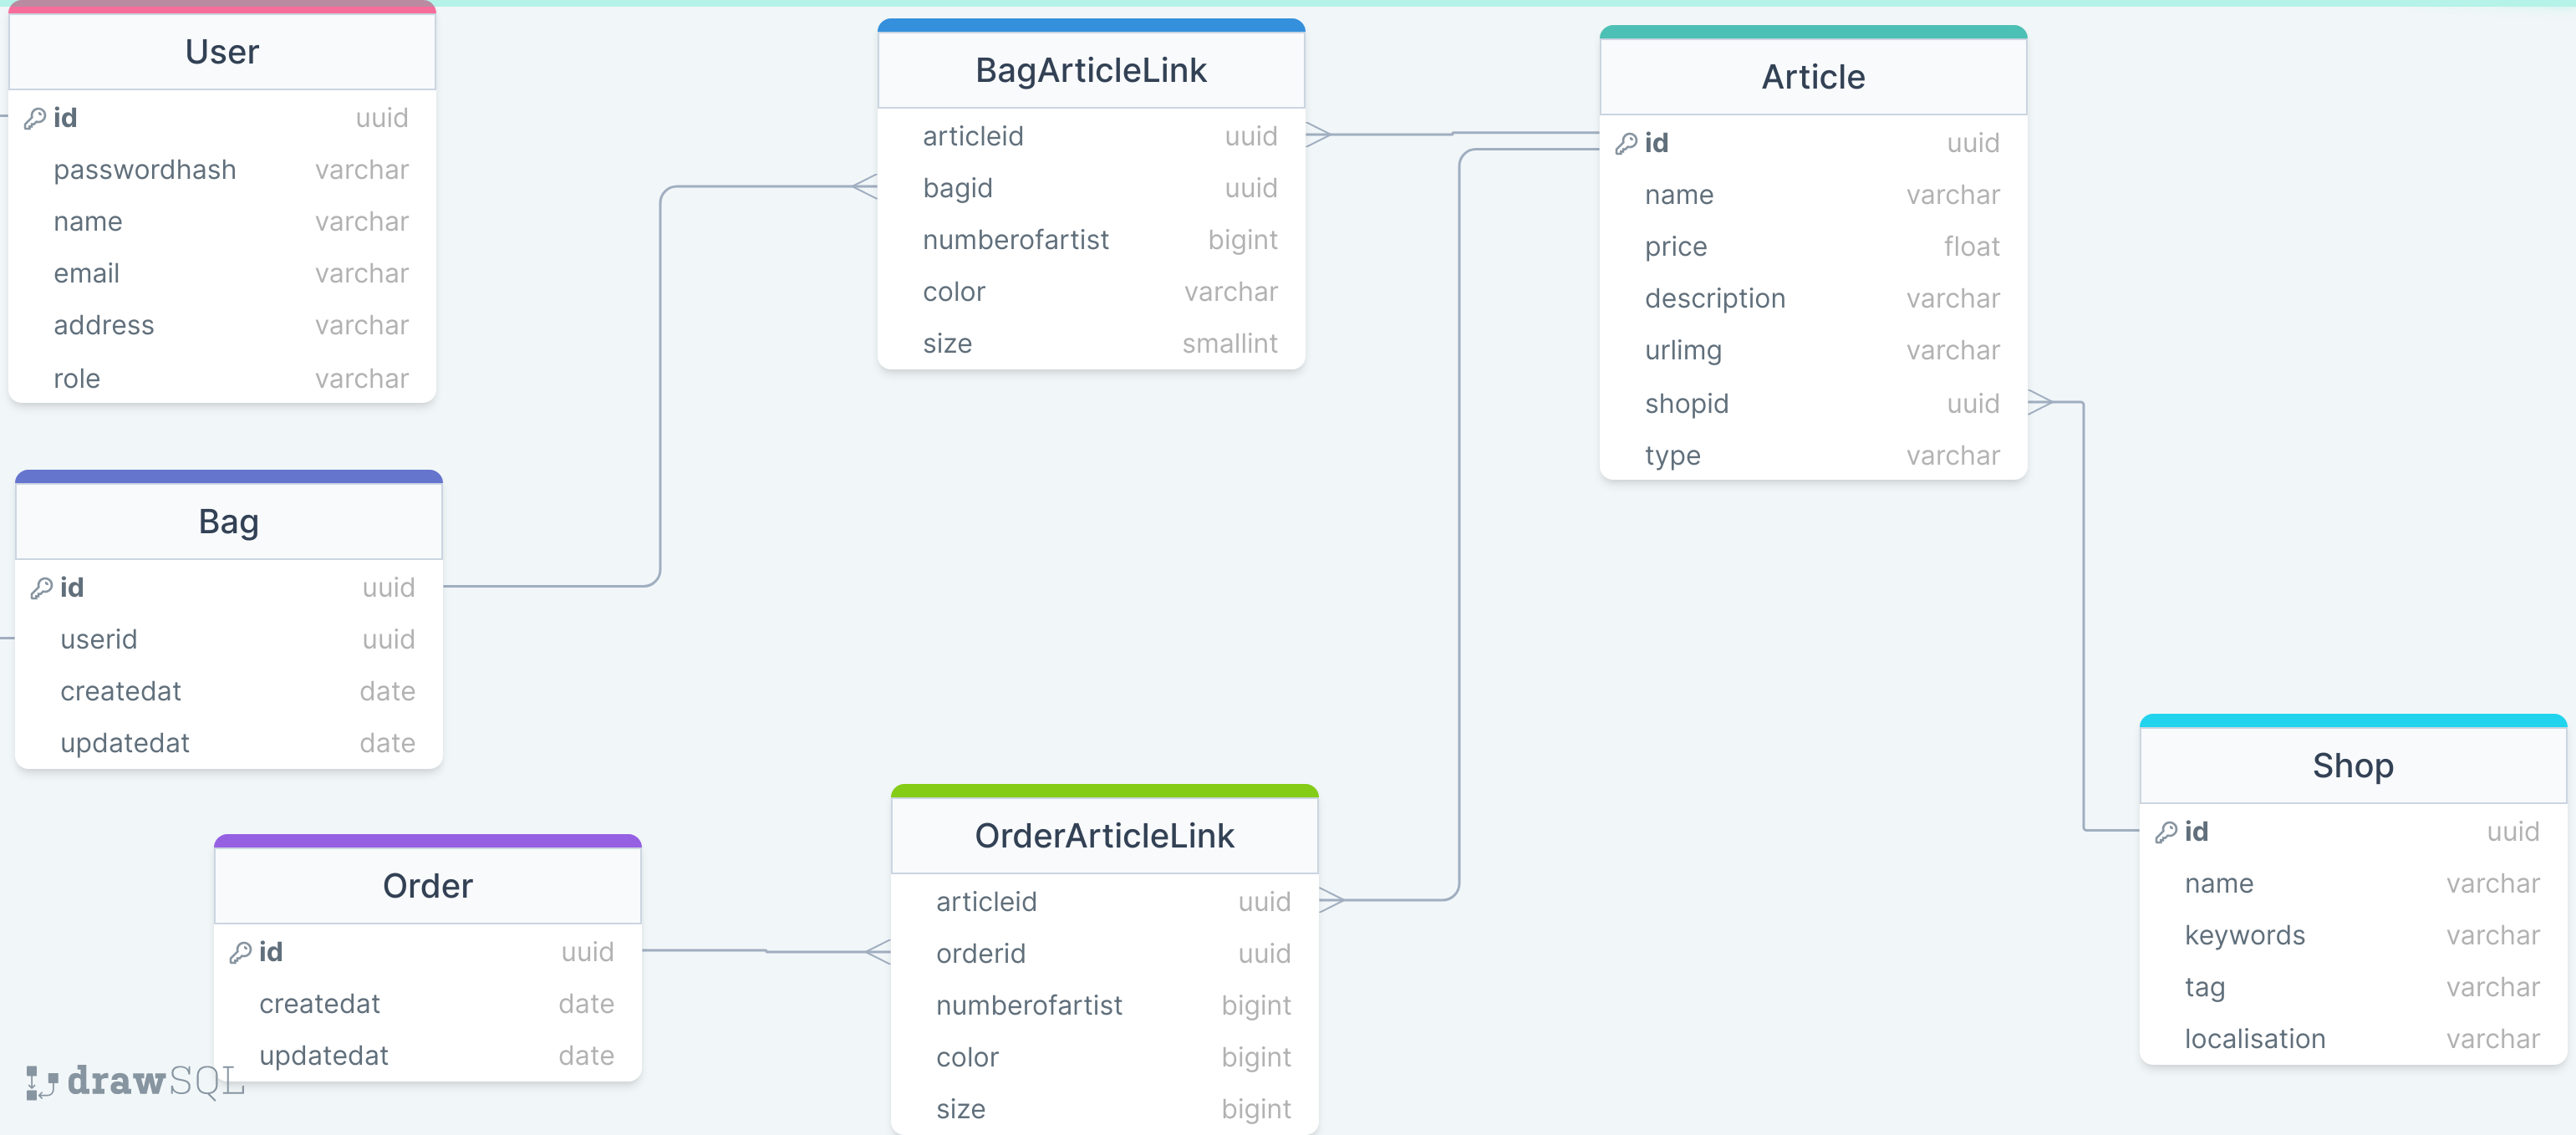 User
id uuid
passwordhash varchar
name varchar
email varchar
address varchar
role varchar
Bag
id uuid
userid uuid
createdat date
updatedat date
Order
id uuid
createdat date
updatedat date
BagArticleLink
articleid uuid
bagid uuid
numberofartist bigint
color varchar
size smallint
OrderArticleLink
articleid uuid
orderid uuid
numberofartist bigint
color bigint
size bigint
Article
id uuid
name varchar
price float
description varchar
urlimg varchar
shopid uuid
type varchar
Shop
id uuid
name varchar
keywords varchar
tag varchar
localisation varchar
drawSQL